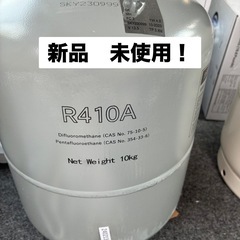 SKY230999
新品　未使用！
R410A
Difluoromethane (CAS No. 75-10-5)
Pentafluoroethane (CAS No. 354-33-6)
Net Weight 10kg